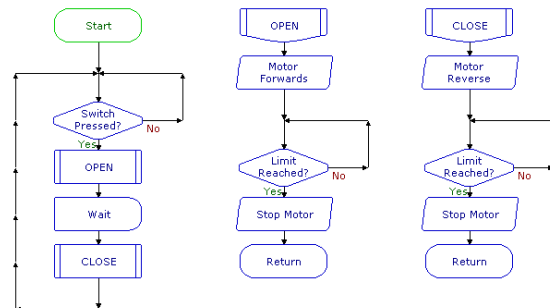 Start
Switch
Pressed?
No
Yes
OPEN
Wait
CLOSE
OPEN
Motor
Forwards
Limit
Reached?
No
Yes
Stop Motor
Return
CLOSE
Motor
Reverse
Limit
Reached?
No
Yes
Stop Motor
Return